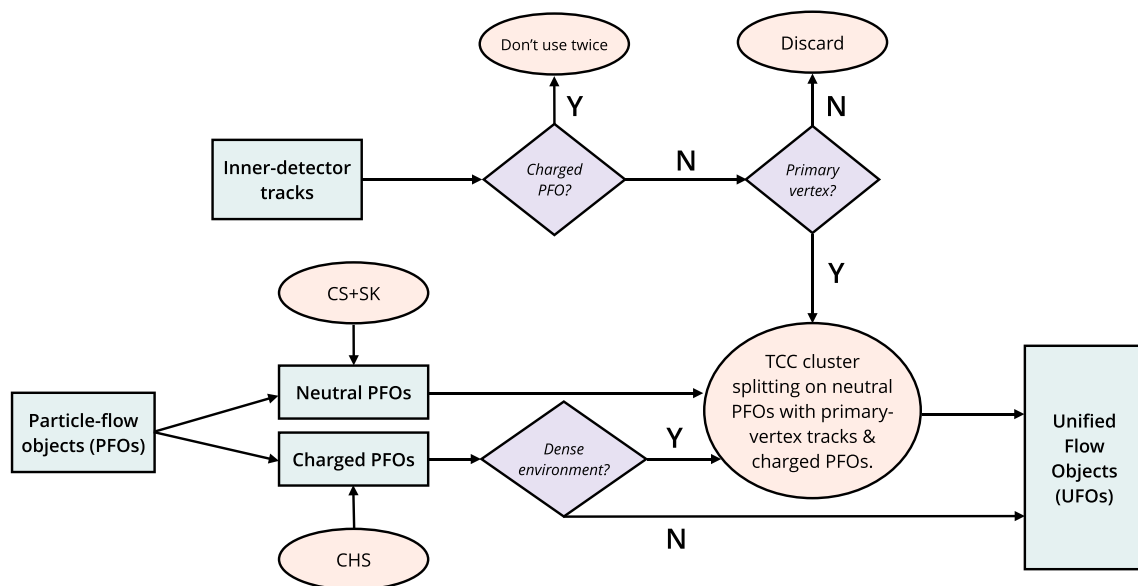 Don't use twice
Discard
Y
N
Inner-detector
tracks
Charged
PFO?
N
Primary
vertex?
Y
CS+SK
TCC cluster
splitting on neutral
PFOs with primary-
vertex tracks &
charged PFOs.
Neutral PFOs
Particle-flow
objects (PFOs)
Charged PFOs
Dense
environment?
Y
Unified
Flow
Objects
(UFOs)
N
CHS